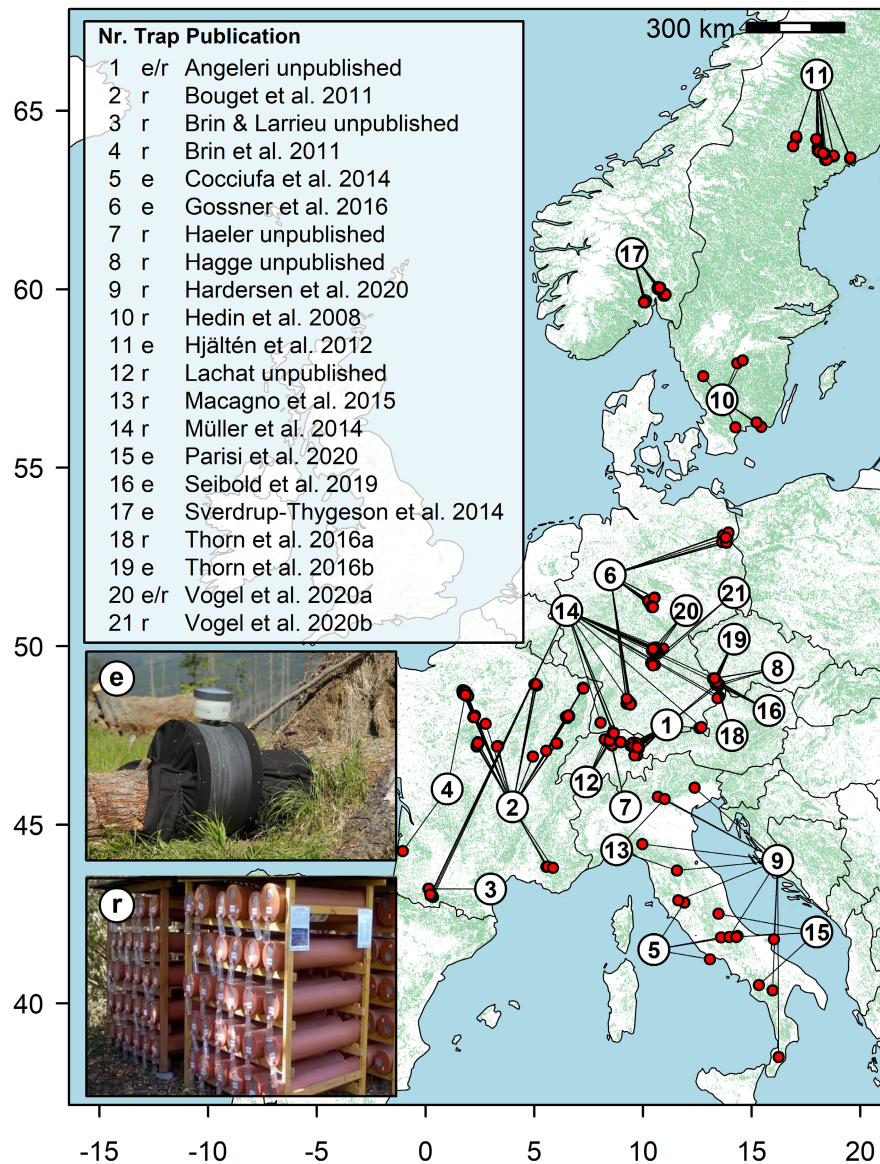 300 km
Nr. Trap Publication
1 e/r Angeleri unpublished
2 r Bouget et al. 2011
3 r Brin & Larrieu unpublished
4 r Brin et al. 2011
5 e Cocciufa et al. 2014
6 e Gossner et al. 2016
7 r Haeler unpublished
8 r Hagge unpublished
9 r Hardersen et al. 2020
10 r Hedin et al. 2008
11 e Hjältén et al. 2012
12 r Lachat unpublished
13 r Macagno et al. 2015
14 r Müller et al. 2014
15 e Parisi et al. 2020
16 e Seibold et al. 2019
17 e Sverdrup-Thygeson et al. 2014
18 r Thorn et al. 2016a
19 e Thorn et al. 2016b
20 e/r Vogel et al. 2020a
21 r Vogel et al. 2020b
11
17
10
6
14
20
21
19
8
16
18
1
12
7
4
2
3
13
9
5
15
e
r
65
60
55
50
45
40
-15 -10 -5 0 5 10 15 20